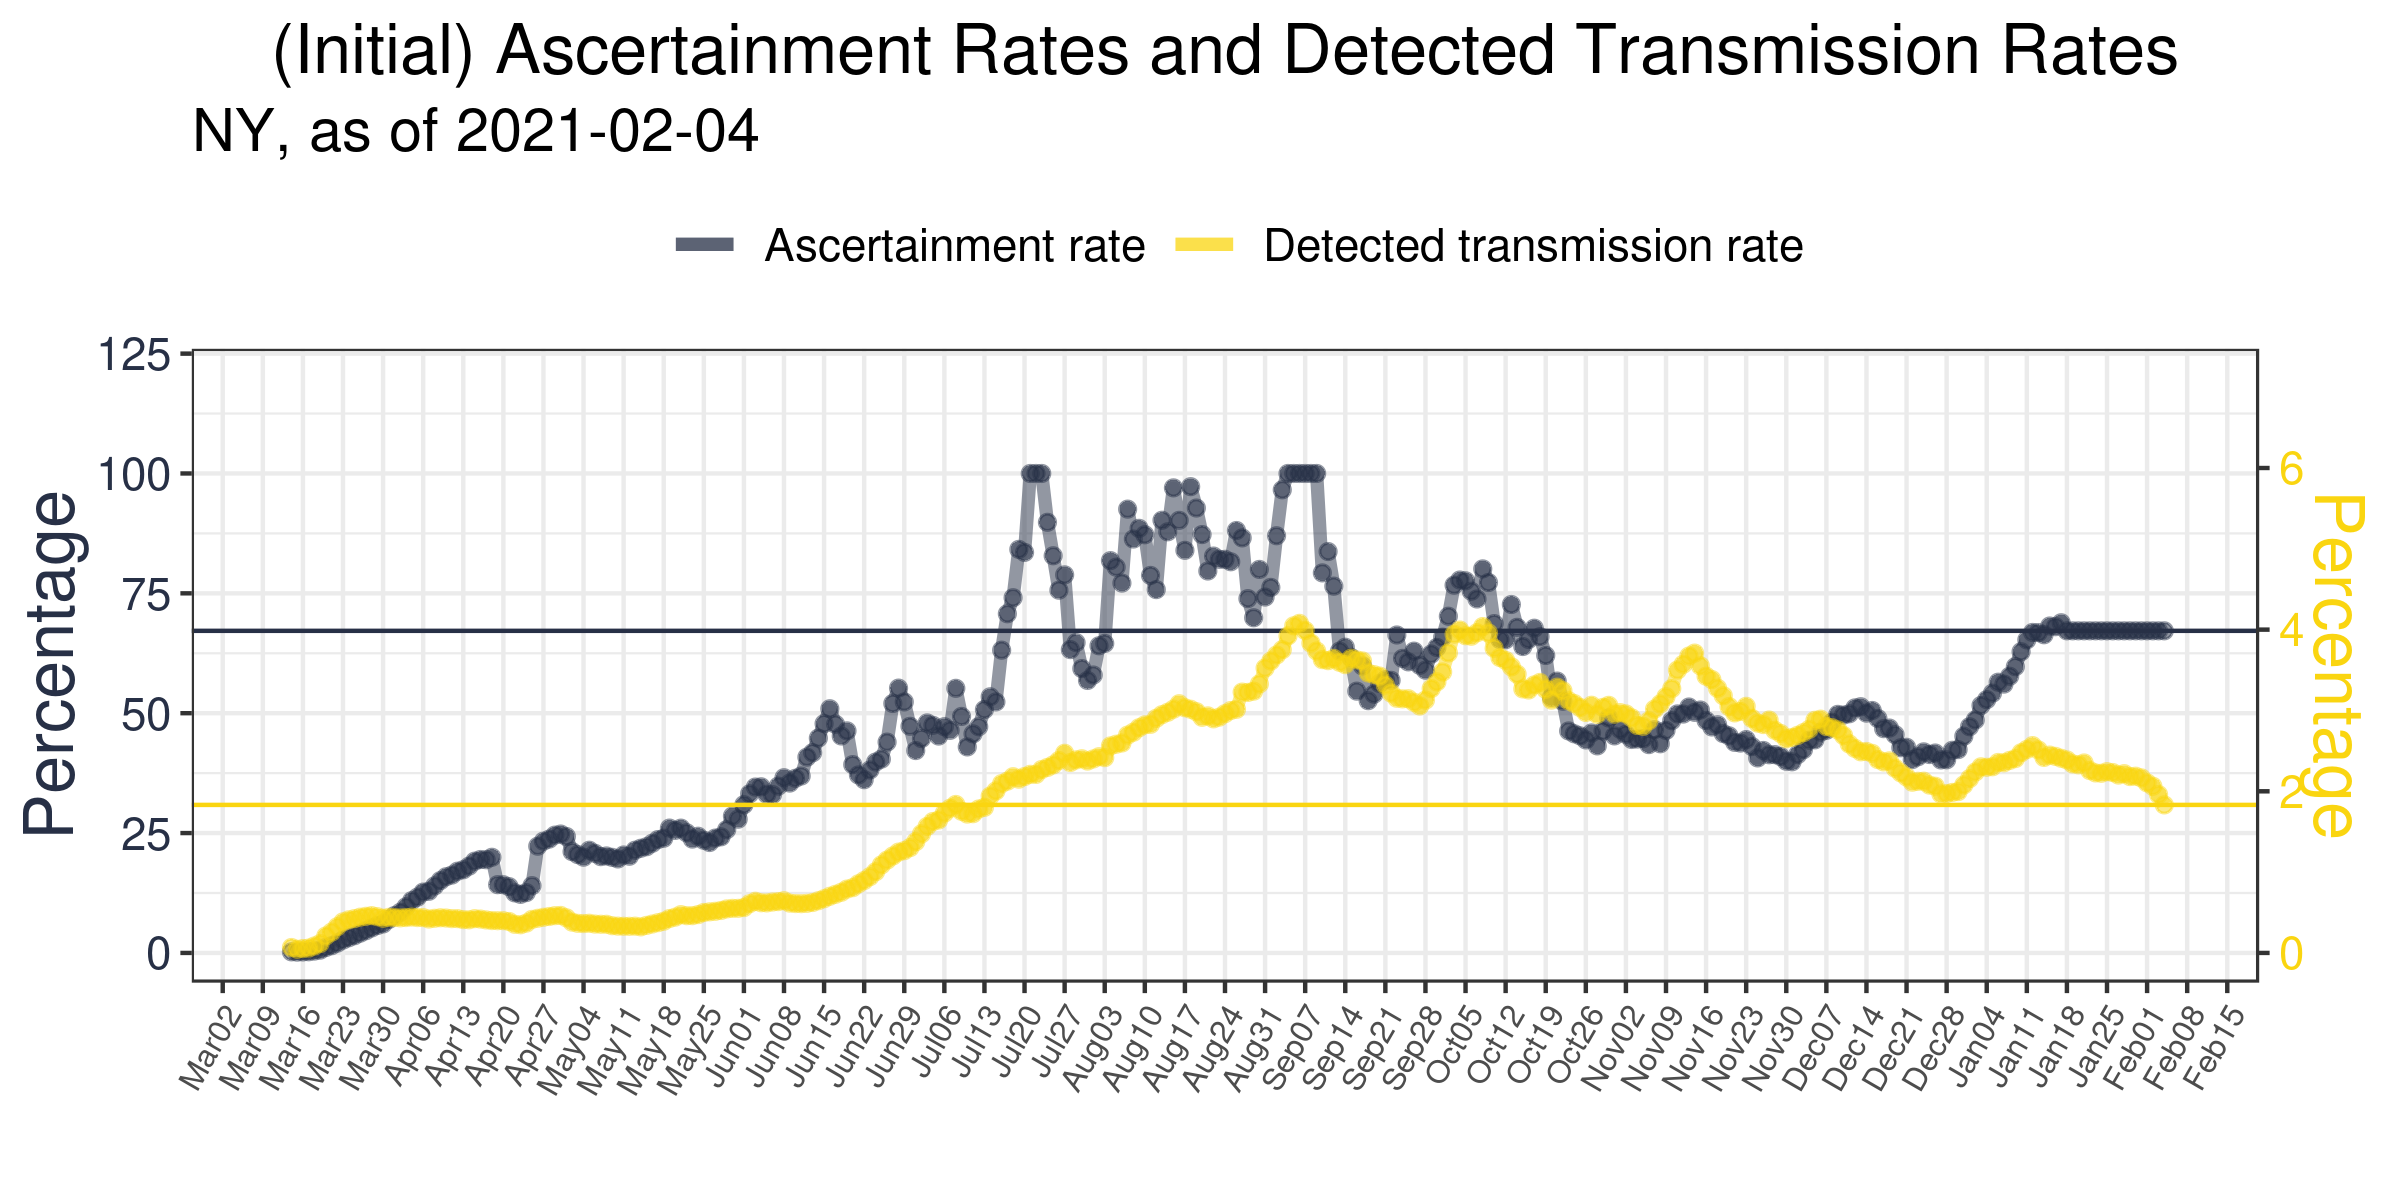 (Initial) Ascertainment Rates and Detected Transmission Rates
NY, as of 2021-02-04
Ascertainment rate
Detected transmission rate
Percentage
125
100
75
50
25
0
6
4
2
0
Percentage
Mar02
Mar09
Mar16
Mar23
Mar30
Apr06
Apr13
Apr20
Apr27
May04
May11
May18
May25
Jun01
Jun08
Jun15
Jun22
Jun29
Jul06
Jul13
Jul20
Jul27
Aug03
Aug10
Aug17
Aug24
Aug31
Sep07
Sep14
Sep21
Sep28
Oct05
Oct12
Oct19
Oct26
Nov02
Nov09
Nov16
Nov23
Nov30
Dec07
Dec14
Dec21
Dec28
Jan04
Jan11
Jan18
Jan25
Feb01
Feb08
Feb15